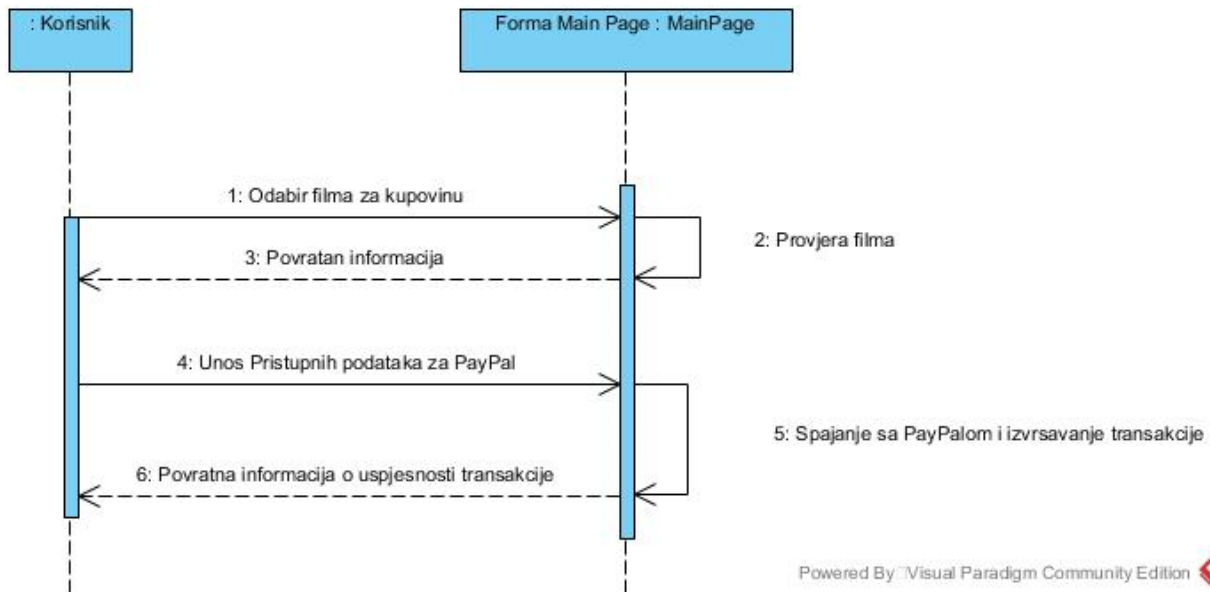 : Korisnik
Forma Main Page : MainPage
1: Odabir filma za kupovinu
2: Provjera filma
3: Povratan informacija
4: Unos Pristupnih podataka za PayPal
5: Spajanje sa PayPalom i izvrsavanje transakcije
6: Povratna informacija o uspjesnosti transakcije
Powered By Visual Paradigm Community Edition